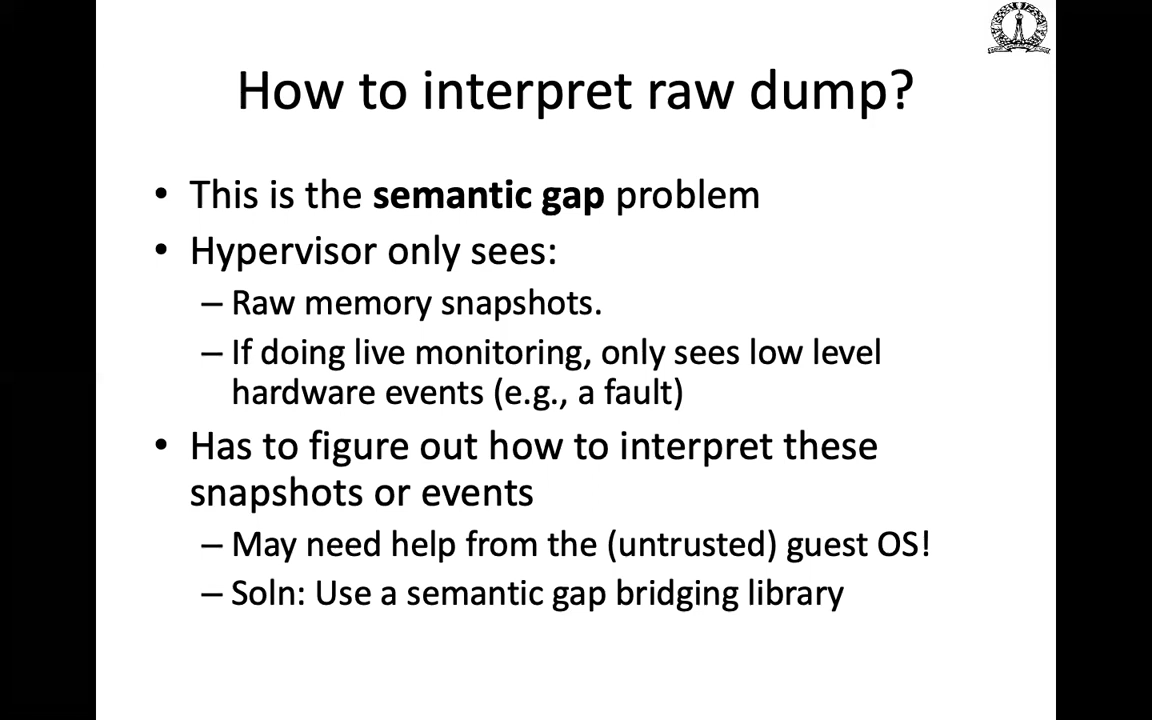 How to interpret raw dump?
• This is the semantic gap problem
• Hypervisor only sees:
– Raw memory snapshots.
– If doing live monitoring, only sees low level
hardware events (e.g., a fault)
• Has to figure out how to interpret these
snapshots or events
– May need help from the (untrusted) guest OS!
– Soln: Use a semantic gap bridging library